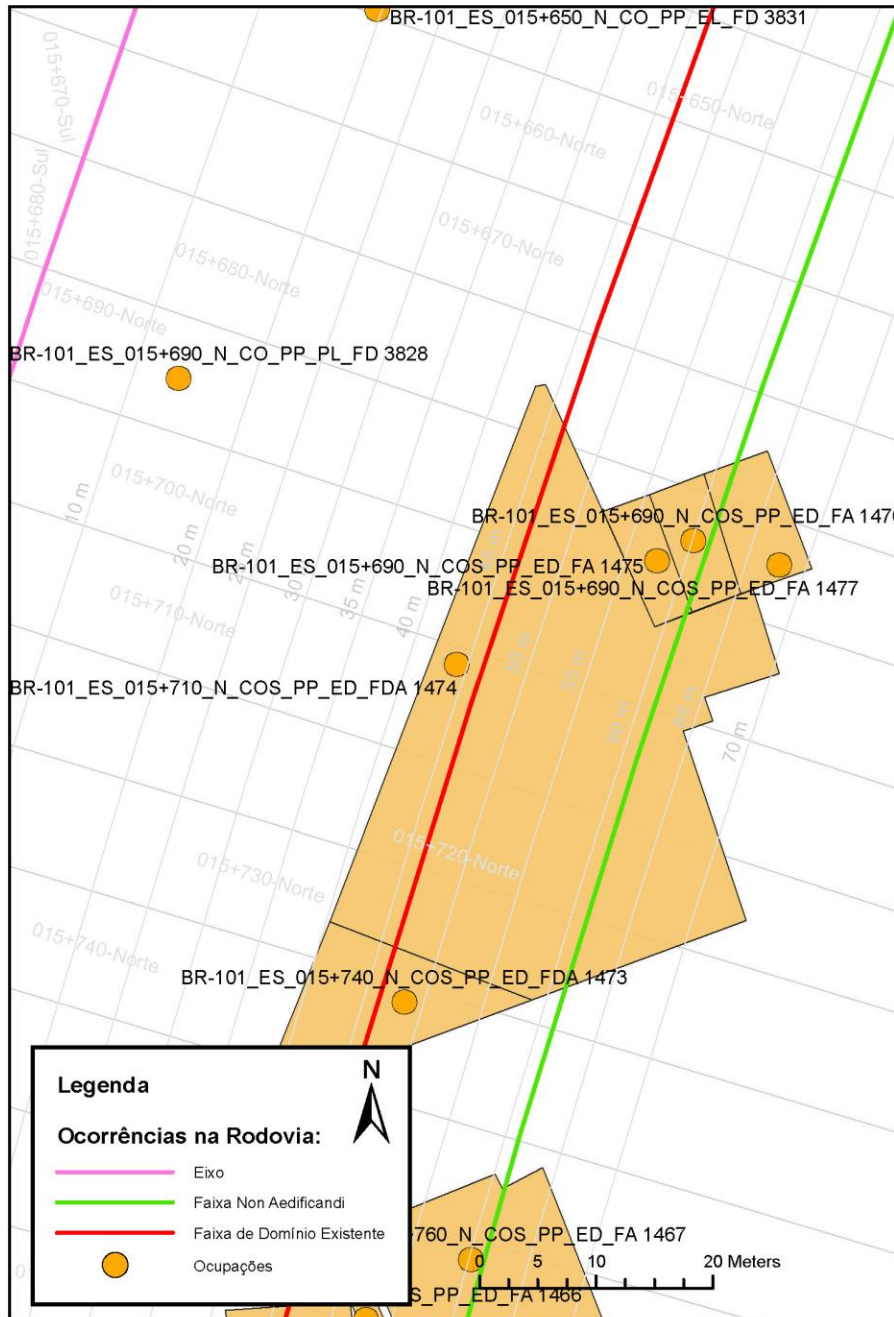 BR-101_ES_015+650_N_CO_PP_EL_FD 3831
015+670-Sul
015+650-Norte
015+660-Norte
015+680-Sul
015+670-Norte
015+680-Norte
015+690-Norte
BR-101_ES_015+690_N_CO_PP_PL_FD 3828
015+700-Norte
10 m
BR-101_ES_015+690_N_COS_PP_ED_FA 147
20 m
BR-101_ES_015+690_N_COS_PP_ED_FA 1475
BR-101_ES_015+690_N_COS_PP_ED_FA 1477
35 m
40 m
015+710-Norte
BR-101_ES_015+710_N_COS_PP_ED_FDA 1474
70 m
015+720-Norte
015+730-Norte
015+740-Norte
BR-101_ES_015+740_N_COS_PP_ED_FDA 1473
Legenda
N
Ocorrências na Rodovia:
Eixo
Faixa Non Aedificandi
Faixa de Domínio Existente
Ocupações
760_N_COS_PP_ED_FA 1467
0 5 10 20 Meters
S_PP_ED_FA 1466